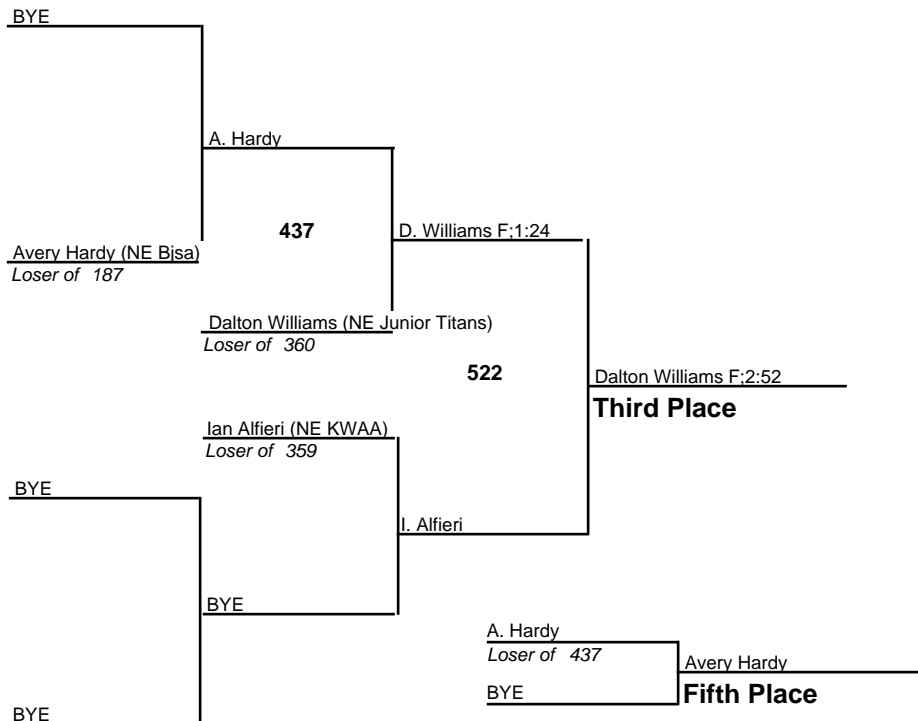 BYE
A. Hardy
437
D. Williams F;1:24
Avery Hardy (NE Bjsa)
Loser of 187
Dalton Williams (NE Junior Titans)
Loser of 360
522
Dalton Williams F;2:52
Third Place
Ian Alfieri (NE KWAA)
Loser of 359
BYE
I. Alfieri
BYE
A. Hardy
Loser of 437
Avery Hardy
BYE
Fifth Place
BYE